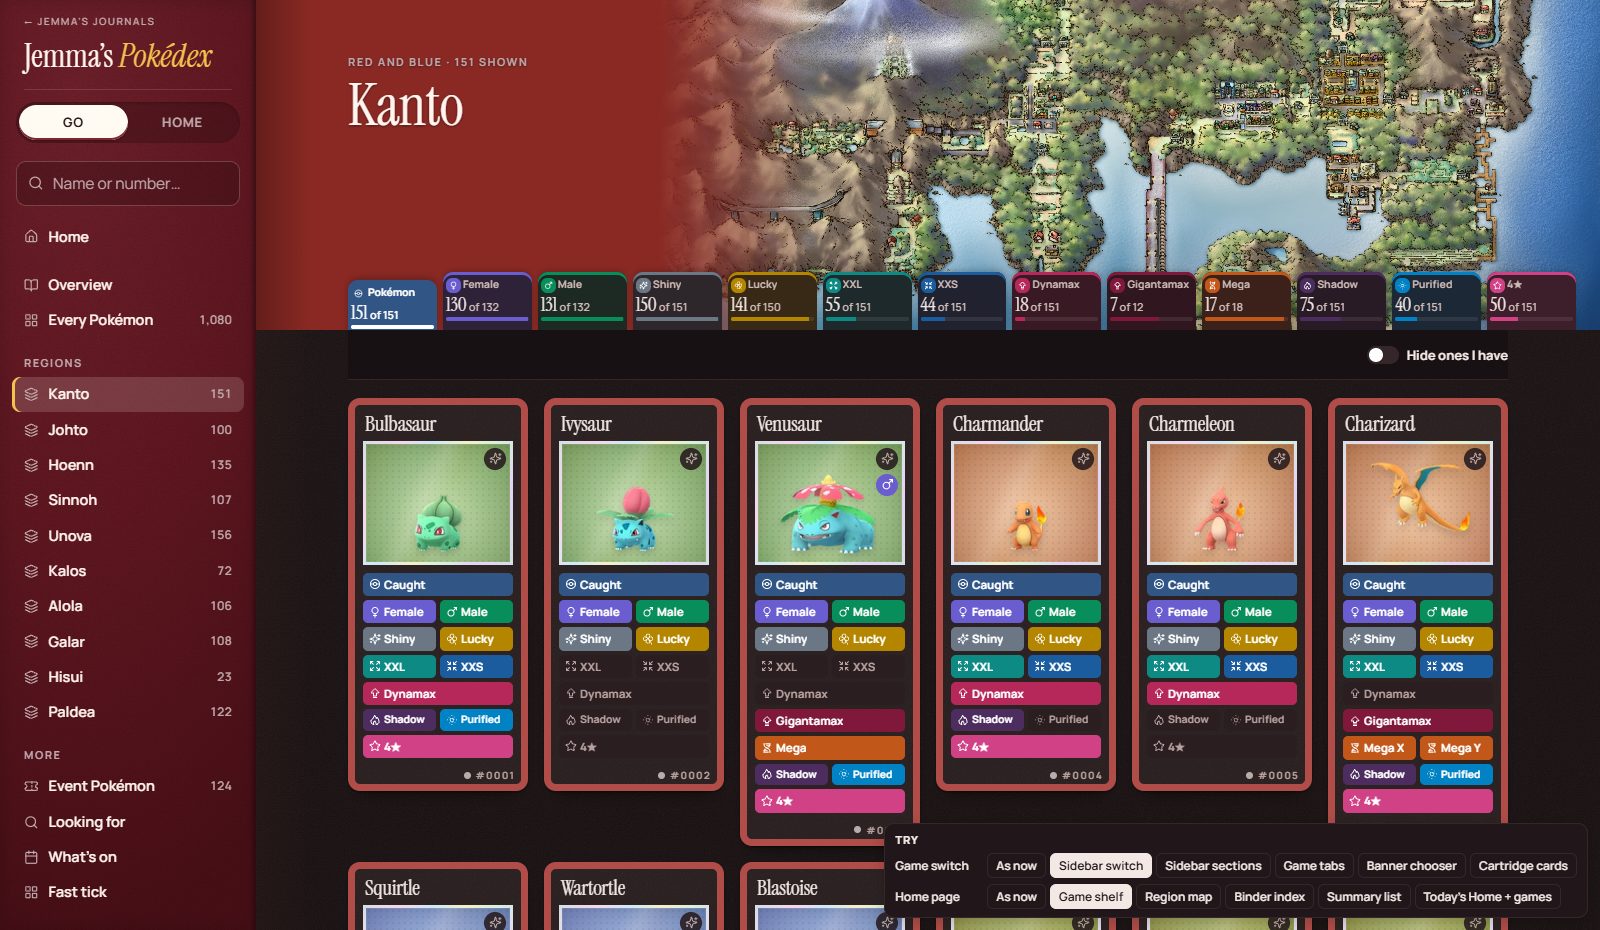 ← JEMMA'S JOURNALS
Jemma's Pokédex
GO HOME
Name or number...
Home
Overview
Every Pokémon 1,080
REGIONS
Kanto 151
Johto 100
Hoenn 135
Sinnoh 107
Unova 156
Kalos 72
Alola 106
Galar 108
Hisui 23
Paldea 122
MORE
Event Pokémon 124
Looking for
What's on
Fast tick
RED AND BLUE · 151 SHOWN
Kanto
Pokémon 151 of 151
Female 130 of 132
Male 131 of 132
Shiny 150 of 151
Lucky 141 of 150
XXL 55 of 151
XXS 44 of 151
Dynamax 18 of 151
Gigantamax 7 of 12
Mega 17 of 18
Shadow 75 of 151
Purified 40 of 151
4★ 50 of 151
Hide ones I have
Bulbasaur
Caught
Female Male
Shiny Lucky
XXL XXS
Dynamax
Shadow Purified
4★
#0001
Ivysaur
Caught
Female Male
Shiny Lucky
XXL XXS
Dynamax
Shadow Purified
4★
#0002
Venusaur
Caught
Female Male
Shiny Lucky
XXL XXS
Dynamax
Gigantamax
Mega
Shadow Purified
4★
Charmander
Caught
Female Male
Shiny Lucky
XXL XXS
Dynamax
Shadow Purified
4★
#0004
Charmeleon
Caught
Female Male
Shiny Lucky
XXL XXS
Dynamax
Shadow Purified
4★
#0005
Charizard
Caught
Female Male
Shiny Lucky
XXL XXS
Dynamax
Gigantamax
Mega X Mega Y
Shadow Purified
4★
Squirtle
Wartortle
Blastoise
TRY
Game switch As now Sidebar switch Sidebar sections Game tabs Banner chooser Cartridge cards
Home page As now Game shelf Region map Binder index Summary list Today's Home + games